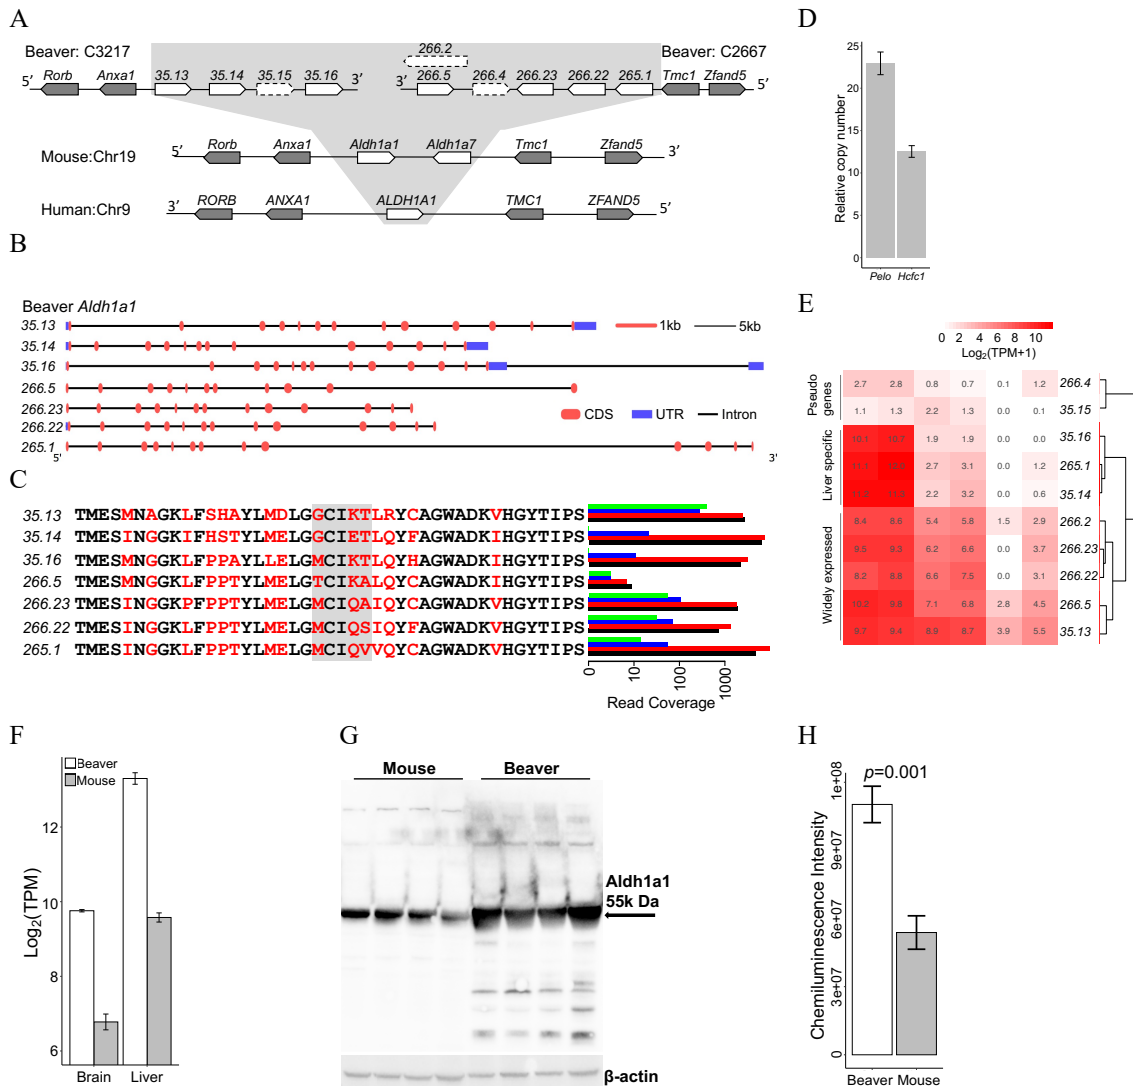 A
Beaver: C3217
266.2
Beaver: C2667
Rorb Anxa1 35.13 35.14 35.15 35.16 266.5 266.4 266.23 266.22 265.1 Tmc1 Zfand5
5’ 3’ 3’ 5’
Mouse:Chr19 5’ Rorb Anxa1 Aldh1a1 Aldh1a7 Tmc1 Zfand5 3’
Human:Chr9 3’ RORB ANXA1 ALDH1A1 TMC1 ZFAND5 5’
B
Beaver Aldh1a1
35.13
1kb 5kb
35.14
35.16
266.5
266.23
CDS UTR Intron
266.22
265.1
5' 3'
C
35.13 TMESMNAGKLFSHAYLMDLGGCIKTLRYCAGWADKVHGYTIPS
35.14 TMESINGGKIFHSTYLMELGGCIETLQYFAGWADKIHGYTIPS
35.16 TMESMNGGKLFPPAYLLELGMCIKTLQHCAGWADKIHGYTIPS
266.5 TMESMNGGKLFPPTYLMELGTCIKALQYCAGWADKVHGYTIPS
266.23 TMESINGGKPFPPTYLMELGMCIQAIQYCAGWADKVHGYTIPS
266.22 TMESINGGKLFPPTYLMELGMCIQSIQYFAGWADKVHGYTIPS
265.1 TMESINGGKLFPPTYLMELGMCIQVVQYCAGWADKVHGYTIPS
0 10 100 1000
Read Coverage
D
Relative copy number
25
20
15
10
5
0
Pelo Hcfc1
E
0 2 4 6 8 10
Log2(TPM+1)
Pseudo
genes
2.7 2.8 0.8 0.7 0.1 1.2 266.4
1.1 1.3 2.2 1.3 0.0 0.1 35.15
Liver specific
10.1 10.7 1.9 1.9 0.0 0.0 35.16
2.7 3.1 0.0 1.2 265.1
2.2 3.2 0.0 0.6 35.14
Widely expressed
8.4 8.6 5.4 5.8 1.5 2.9 266.2
9.5 9.3 6.2 6.6 0.0 3.7 266.23
8.2 8.8 6.6 7.5 0.0 3.1 266.22
10.2 9.8 7.1 6.8 2.8 4.5 266.5
9.7 9.4 8.9 8.7 3.9 5.5 35.13
F
Beaver
Mouse
Log2(TPM)
12
10
8
6
Brain Liver
G
Mouse Beaver
Aldh1a1
55k Da
β-actin
H
p=0.001
Chemiluminescence Intensity
1e+08
9e+07
6e+07
3e+07
0
Beaver Mouse